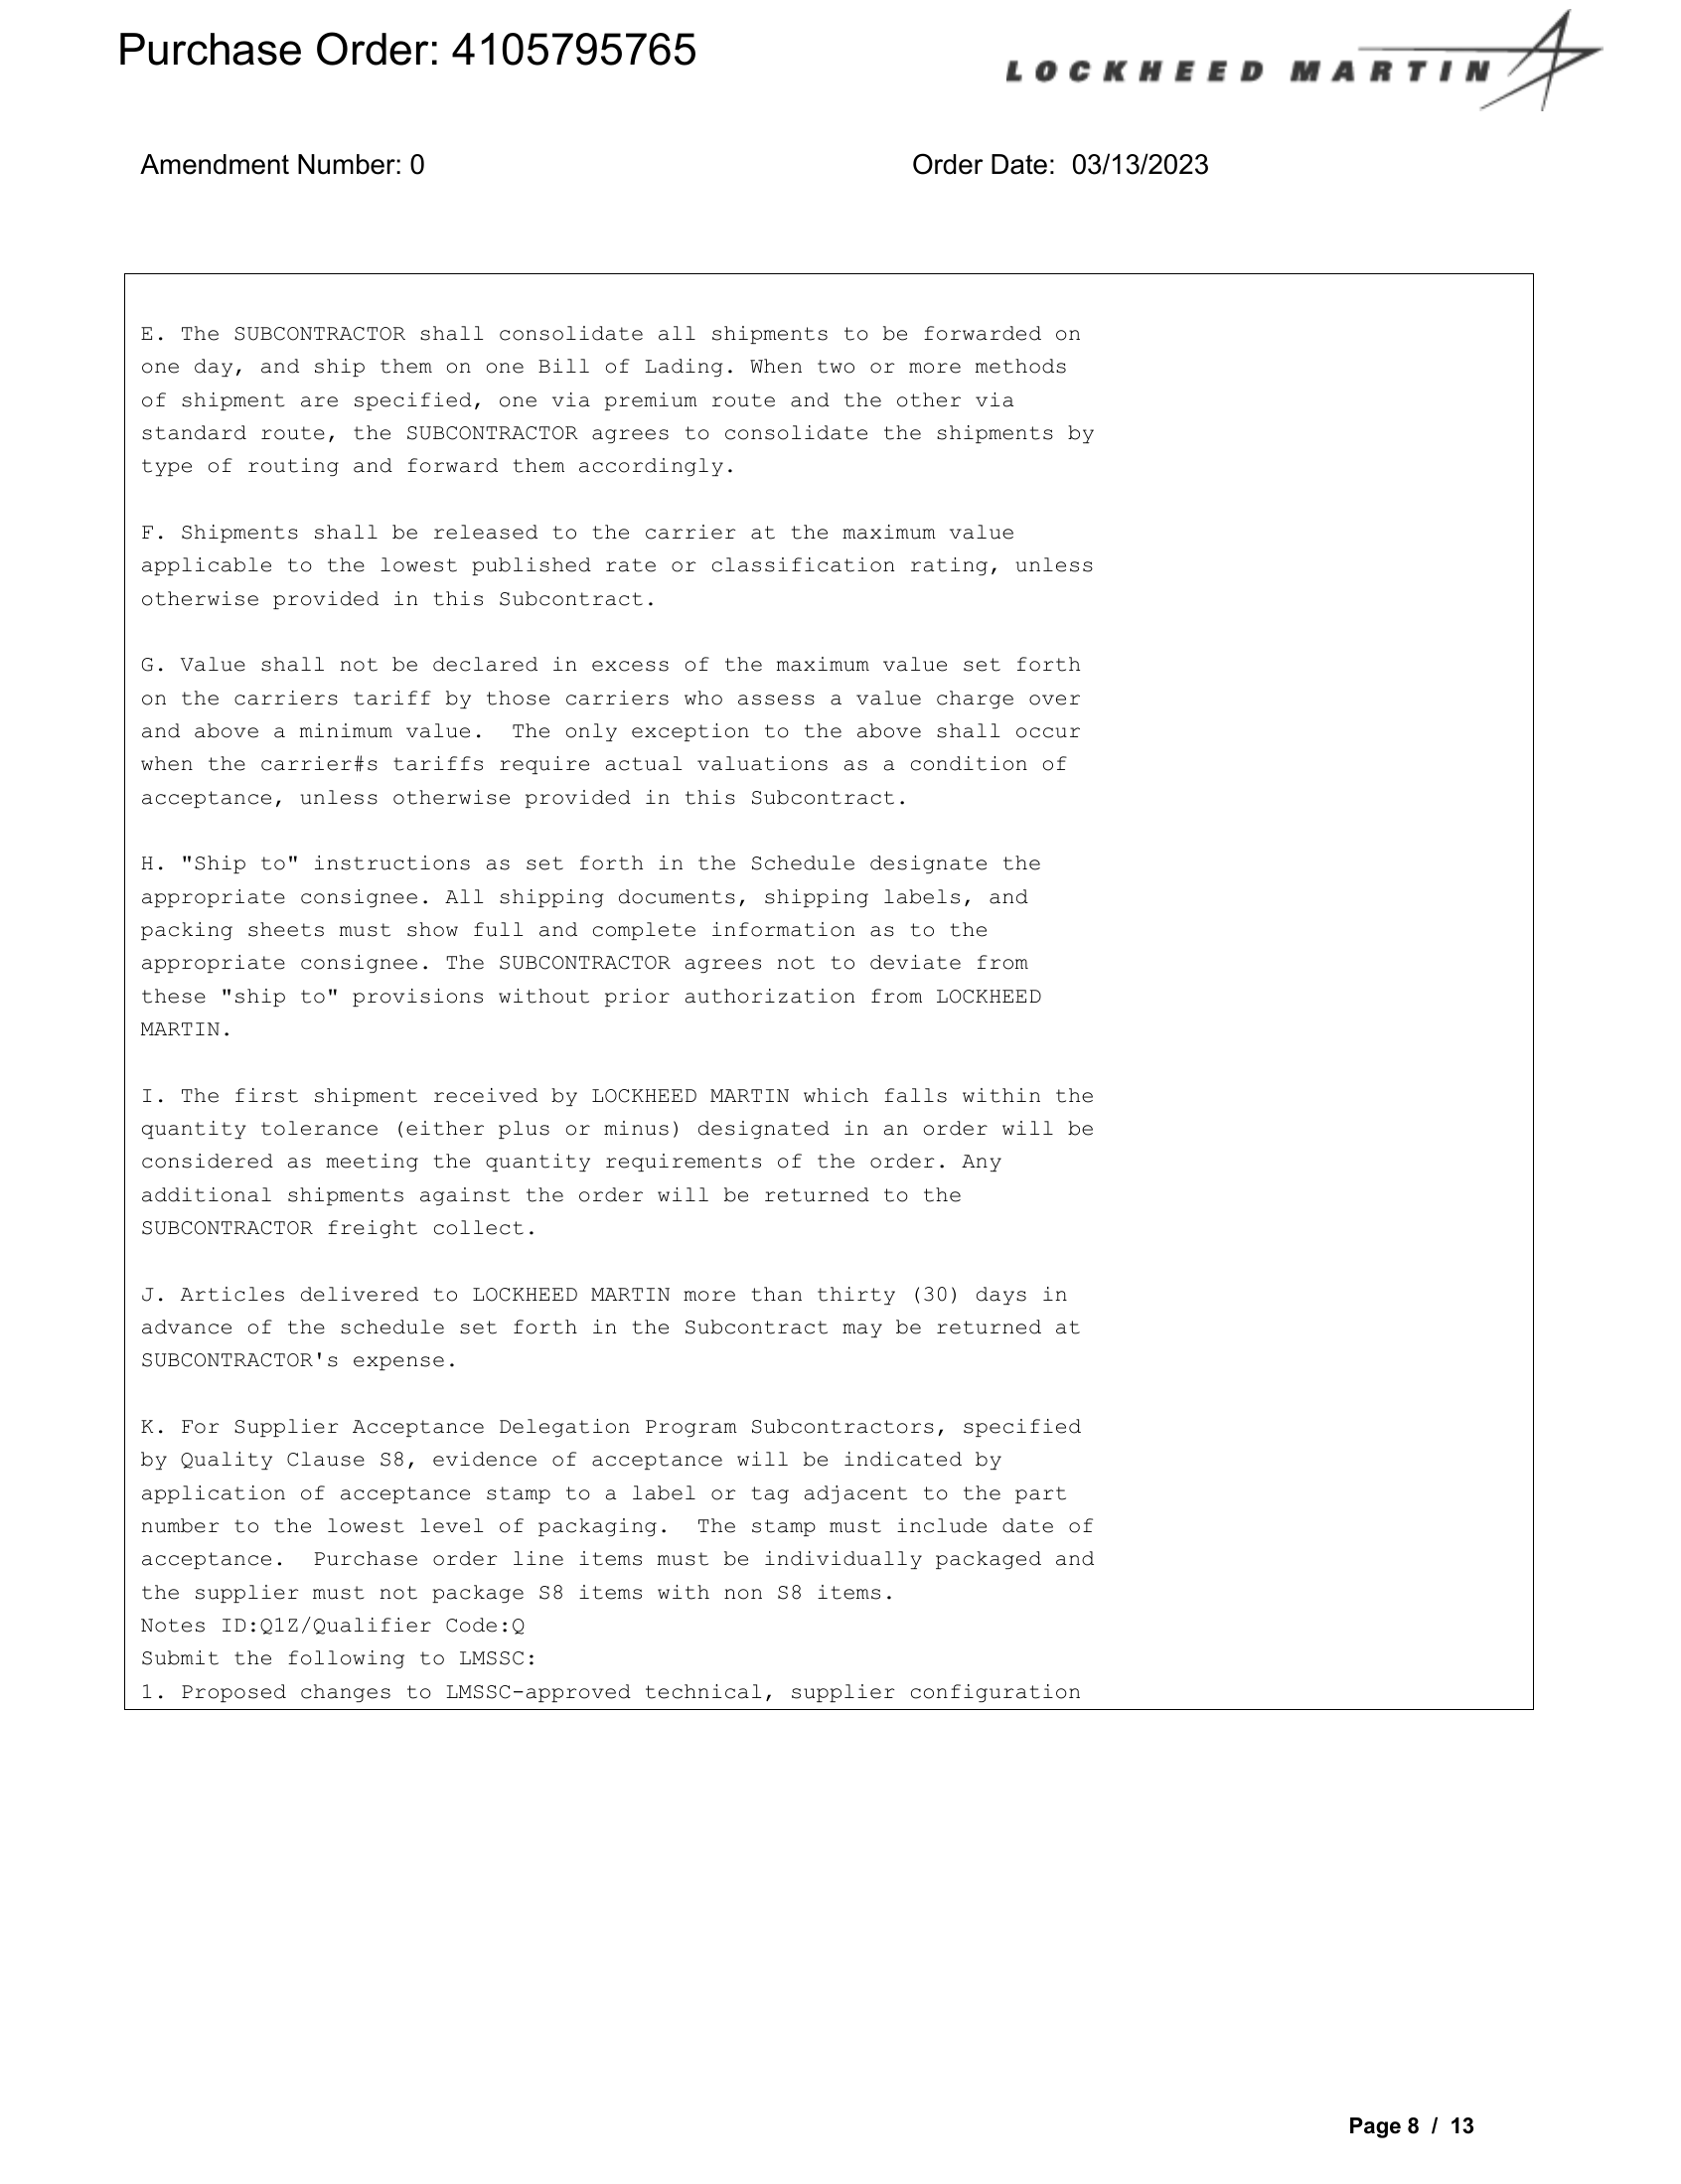 Purchase Order: 4105795765
LOCKHEED MARTIN
Amendment Number: 0
Order Date: 03/13/2023
E. The SUBCONTRACTOR shall consolidate all shipments to be forwarded on
one day, and ship them on one Bill of Lading. When two or more methods
of shipment are specified, one via premium route and the other via
standard route, the SUBCONTRACTOR agrees to consolidate the shipments by
type of routing and forward them accordingly.
F. Shipments shall be released to the carrier at the maximum value
applicable to the lowest published rate or classification rating, unless
otherwise provided in this Subcontract.
G. Value shall not be declared in excess of the maximum value set forth
on the carriers tariff by those carriers who assess a value charge over
and above a minimum value.  The only exception to the above shall occur
when the carrier#s tariffs require actual valuations as a condition of
acceptance, unless otherwise provided in this Subcontract.
H. "Ship to" instructions as set forth in the Schedule designate the
appropriate consignee. All shipping documents, shipping labels, and
packing sheets must show full and complete information as to the
appropriate consignee. The SUBCONTRACTOR agrees not to deviate from
these "ship to" provisions without prior authorization from LOCKHEED
MARTIN.
I. The first shipment received by LOCKHEED MARTIN which falls within the
quantity tolerance (either plus or minus) designated in an order will be
considered as meeting the quantity requirements of the order. Any
additional shipments against the order will be returned to the
SUBCONTRACTOR freight collect.
J. Articles delivered to LOCKHEED MARTIN more than thirty (30) days in
advance of the schedule set forth in the Subcontract may be returned at
SUBCONTRACTOR's expense.
K. For Supplier Acceptance Delegation Program Subcontractors, specified
by Quality Clause S8, evidence of acceptance will be indicated by
application of acceptance stamp to a label or tag adjacent to the part
number to the lowest level of packaging.  The stamp must include date of
acceptance.  Purchase order line items must be individually packaged and
the supplier must not package S8 items with non S8 items.
Notes ID:Q1Z/Qualifier Code:Q
Submit the following to LMSSC:
1. Proposed changes to LMSSC-approved technical, supplier configuration
Page 8 / 13